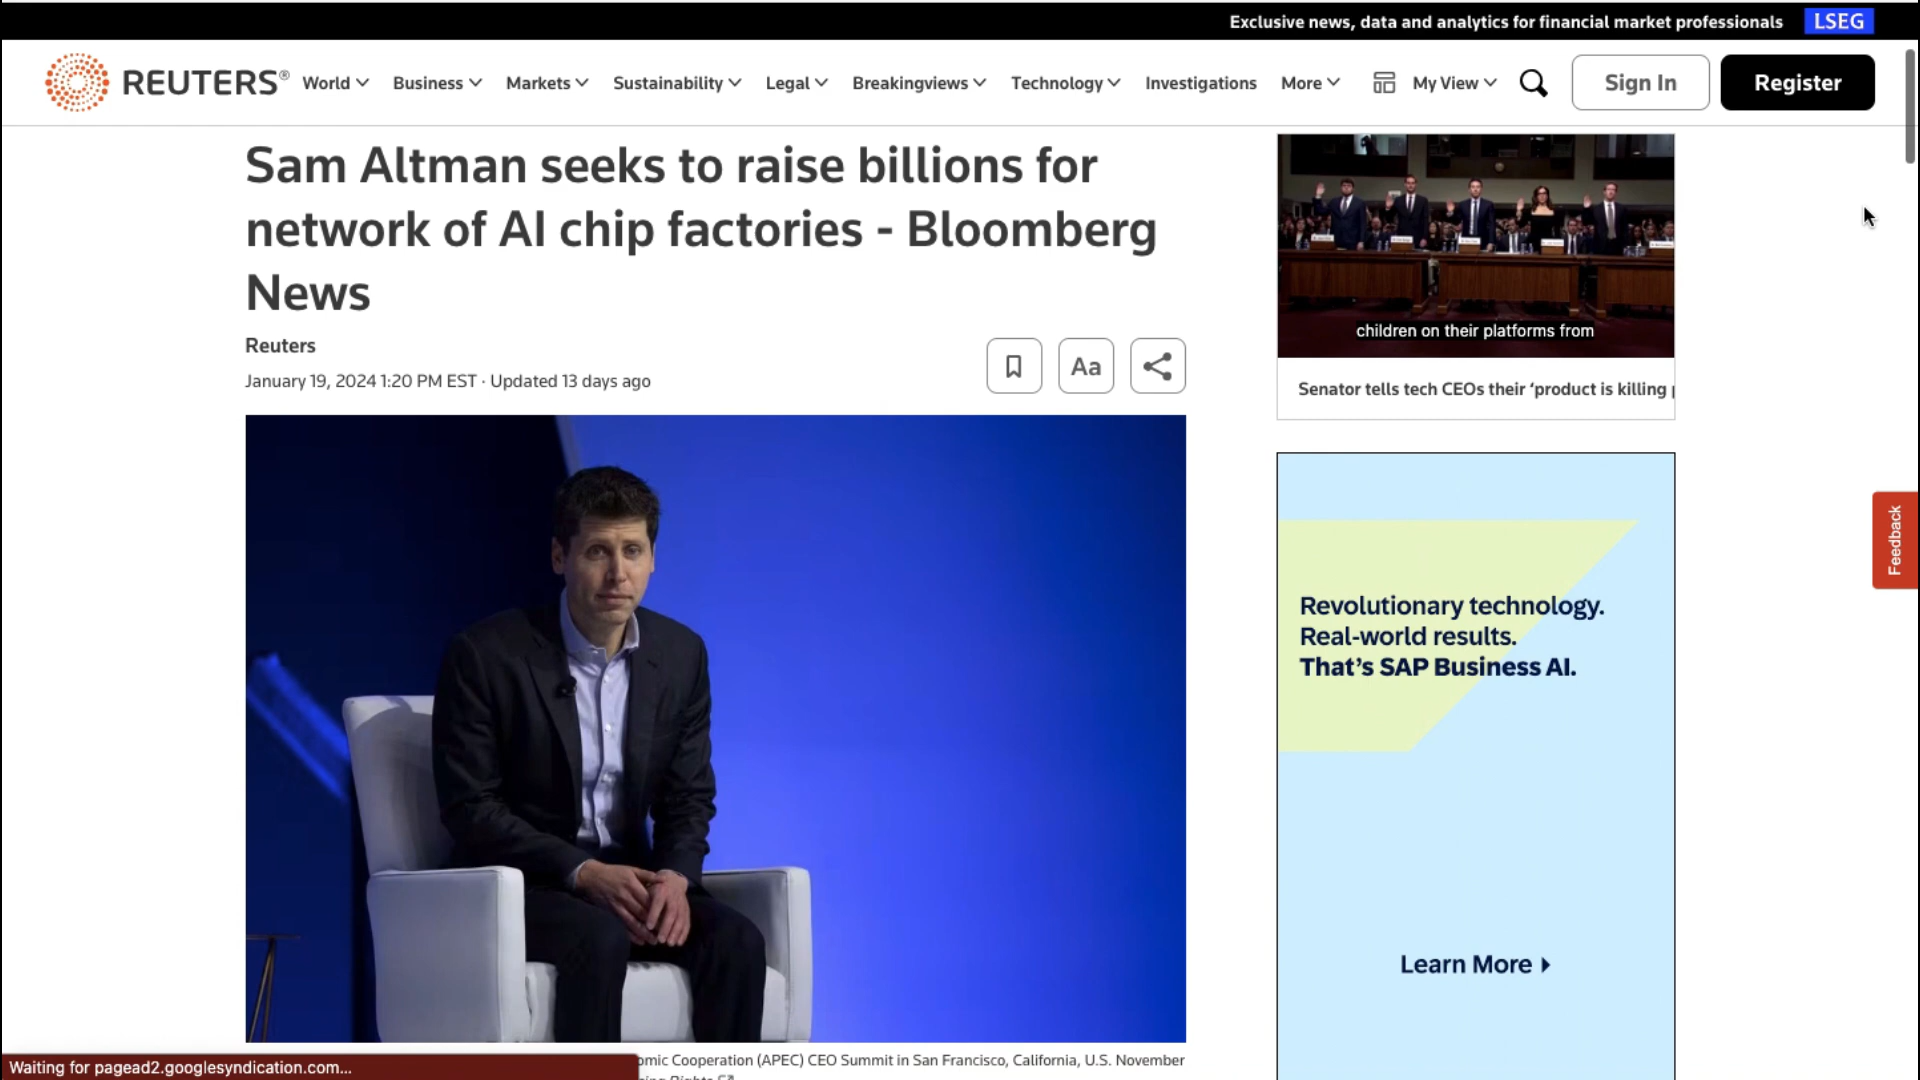 Exclusive news, data and analytics for financial market professionals LSEG
REUTERS® World Business Markets Sustainability Legal Breakingviews Technology Investigations More My View Sign In Register
Sam Altman seeks to raise billions for
network of AI chip factories - Bloomberg
News
Reuters
January 19, 2024 1:20 PM EST · Updated 13 days ago
Aa
children on their platforms from
Senator tells tech CEOs their ‘product is killing
Revolutionary technology.
Real-world results.
That’s SAP Business AI.
Learn More
Feedback
Cooperation (APEC) CEO Summit in San Francisco, California, U.S. November
Rights
Waiting for pagead2.googlesyndication.com...